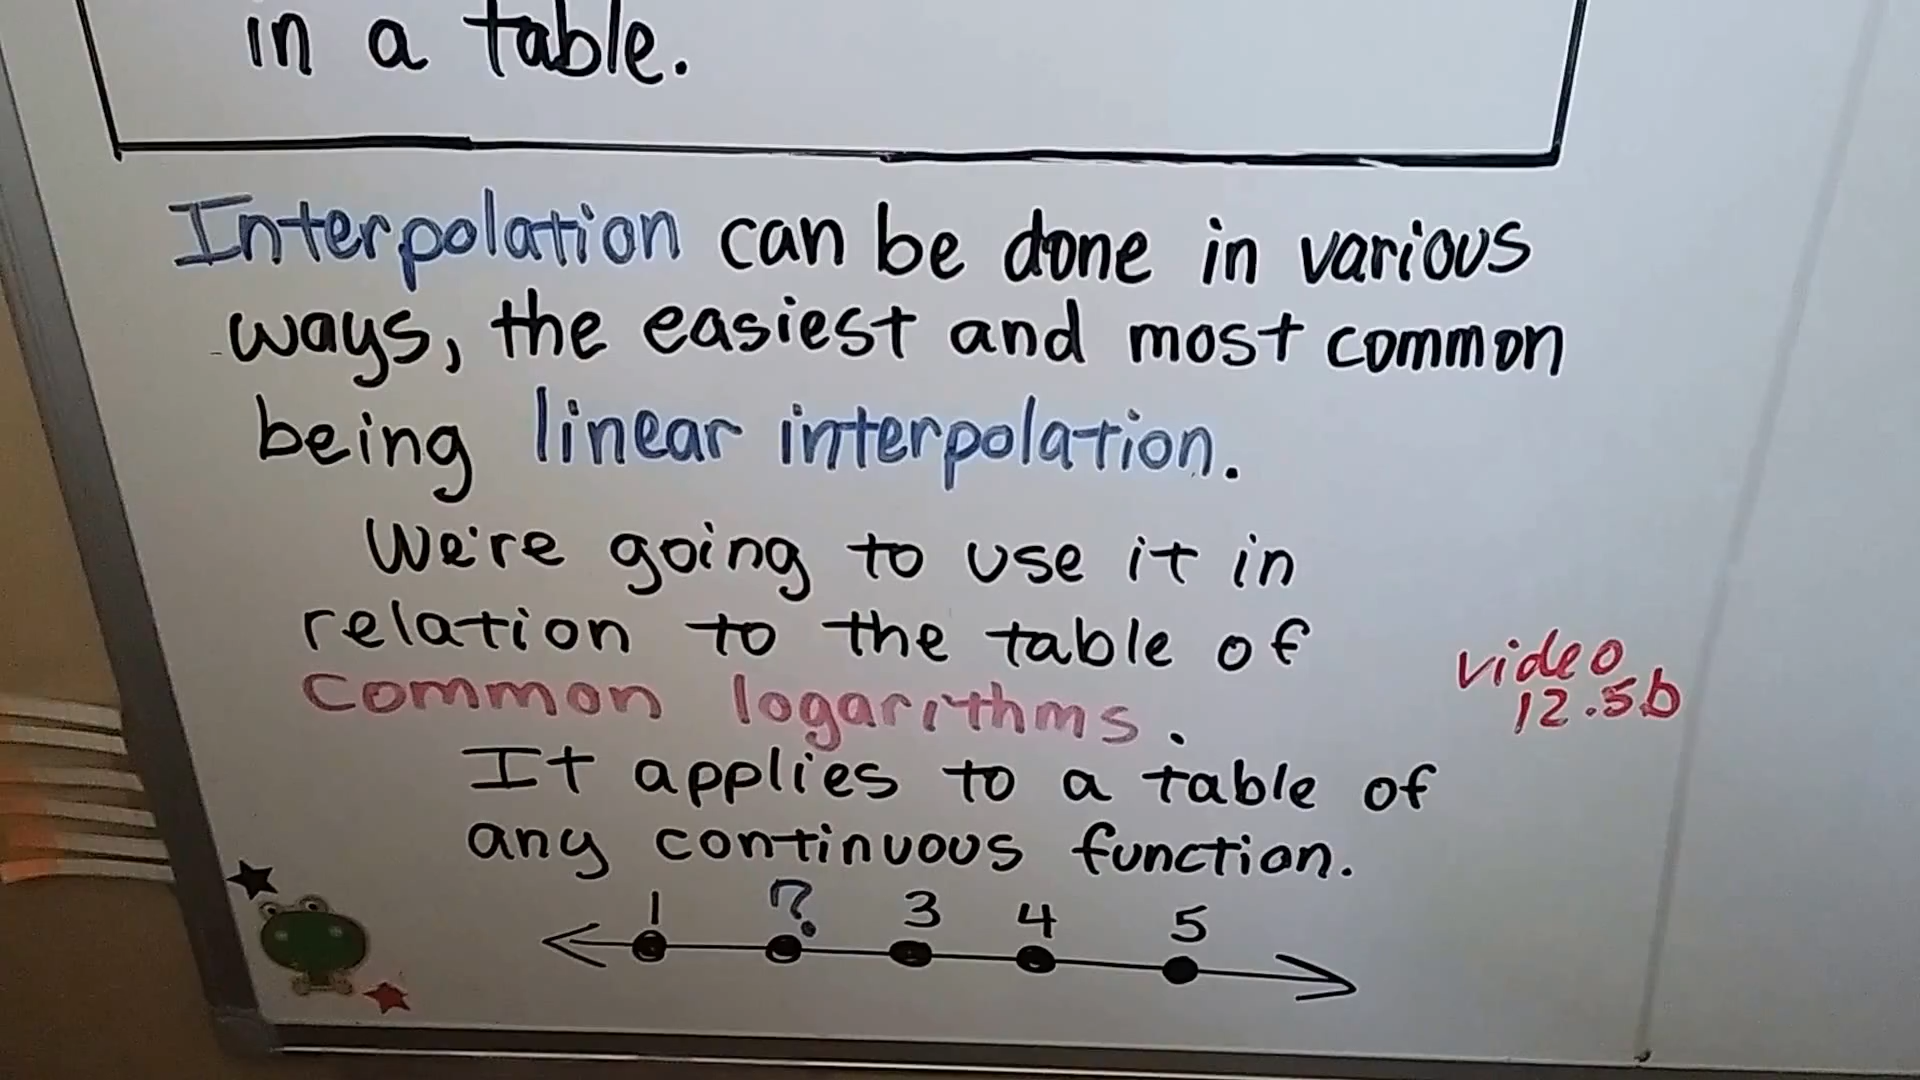 in a table.
Interpolation can be done in various
ways, the easiest and most common
being linear interpolation.
We're going to use it in
relation to the table of
common logarithms.
video
12.5b
It applies to a table of
any continuous function.
1 ? 3 4 5